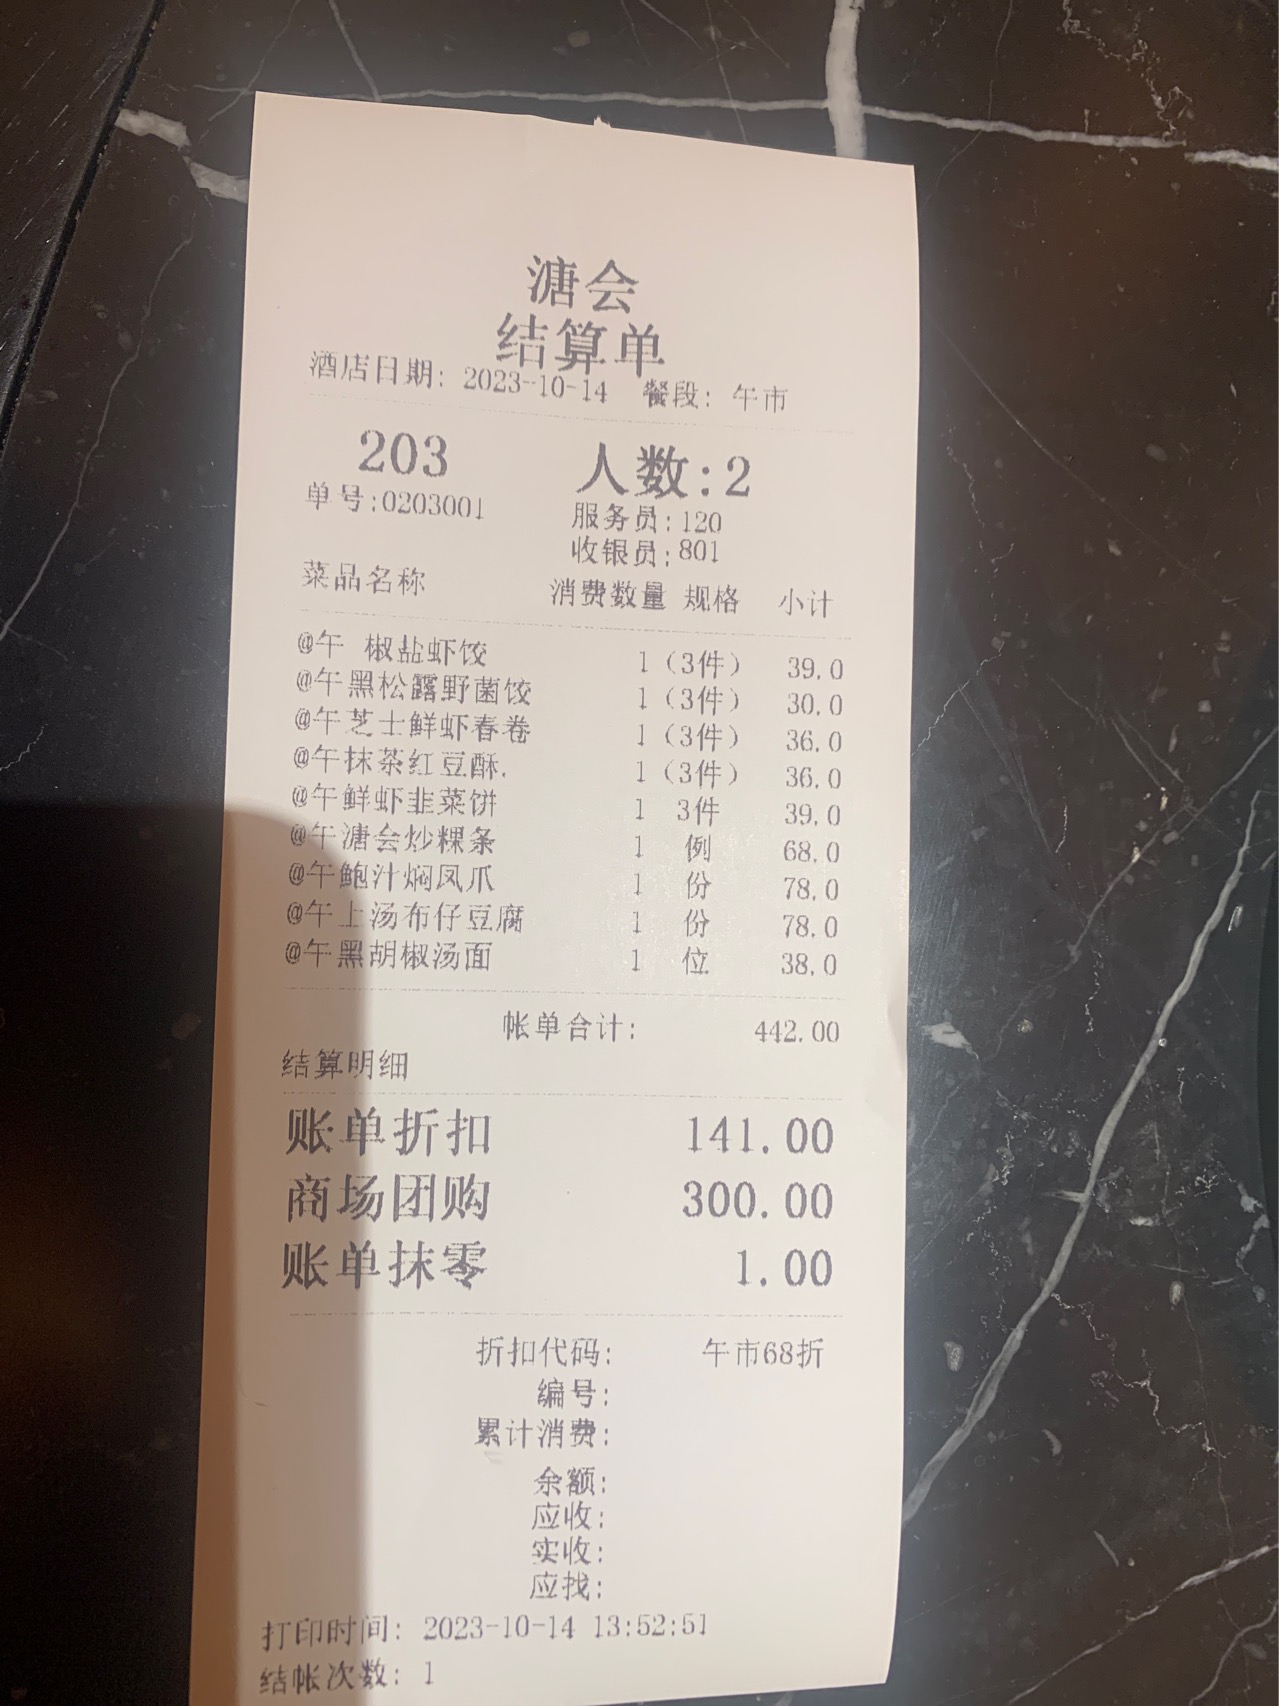 溏会
结算单
酒店日期: 2023-10-14 餐段: 午市
203 人数:2
单号:0203001
服务员:120
收银员:801
菜品名称 消费数量 规格 小计
@午 椒盐虾饺 1 (3件) 39.0
@午黑松露野菌饺 1 (3件) 30.0
@午芝士鲜虾春卷 1 (3件) 36.0
@午抹茶红豆酥. 1 (3件) 36.0
@午鲜虾韭菜饼 1 3件 39.0
@午溏会炒粿条 1 例 68.0
@午鲍汁焖凤爪 1 份 78.0
@午上汤布仔豆腐 1 份 78.0
@午黑胡椒汤面 1 位 38.0
帐单合计: 442.00
结算明细
账单折扣 141.00
商场团购 300.00
账单抹零 1.00
折扣代码: 午市68折
编号:
累计消费:
余额:
应收:
实收:
应找:
打印时间: 2023-10-14 13:52:51
结帐次数: 1